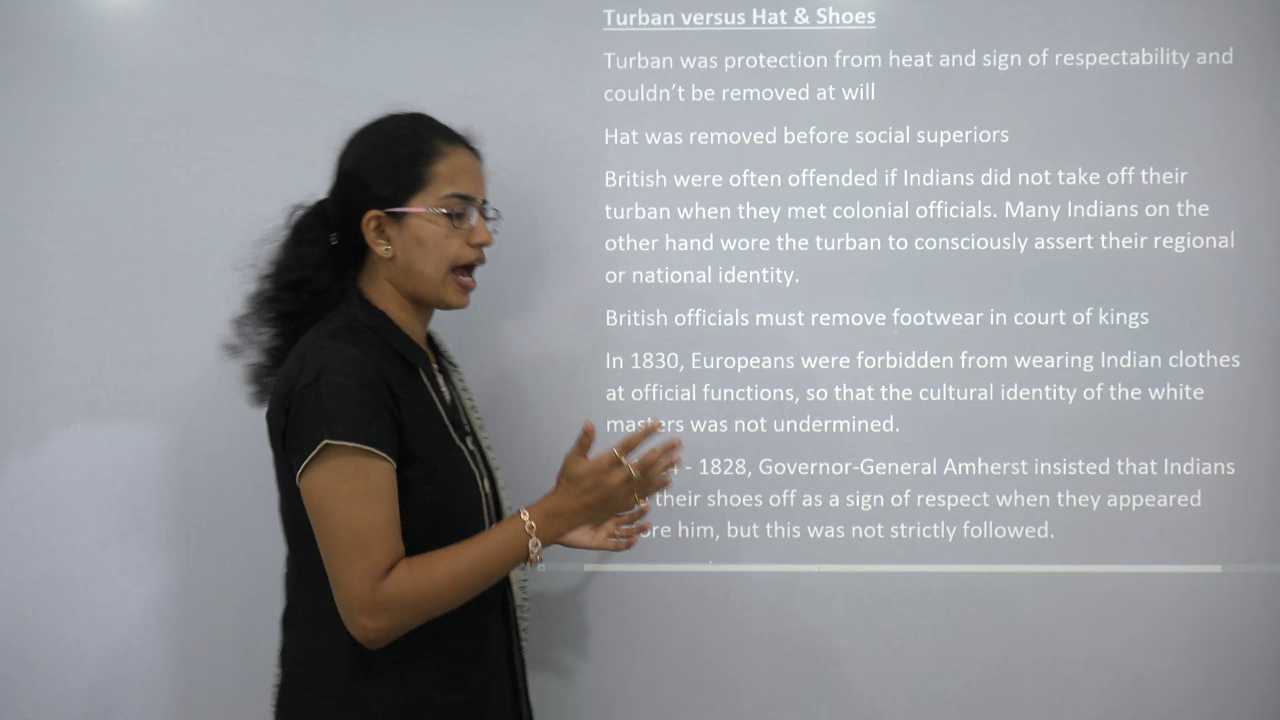 Turban versus Hat & Shoes
Turban was protection from heat and sign of respectability and
couldn't be removed at will
Hat was removed before social superiors
British were often offended if Indians did not take off their
turban when they met colonial officials. Many Indians on the
other hand wore the turban to consciously assert their regional
or national identity.
British officials must remove footwear in court of kings
In 1830, Europeans were forbidden from wearing Indian clothes
at official functions, so that the cultural identity of the white
masters was not undermined.
- 1828, Governor-General Amherst insisted that Indians
their shoes off as a sign of respect when they appeared
him, but this was not strictly followed.